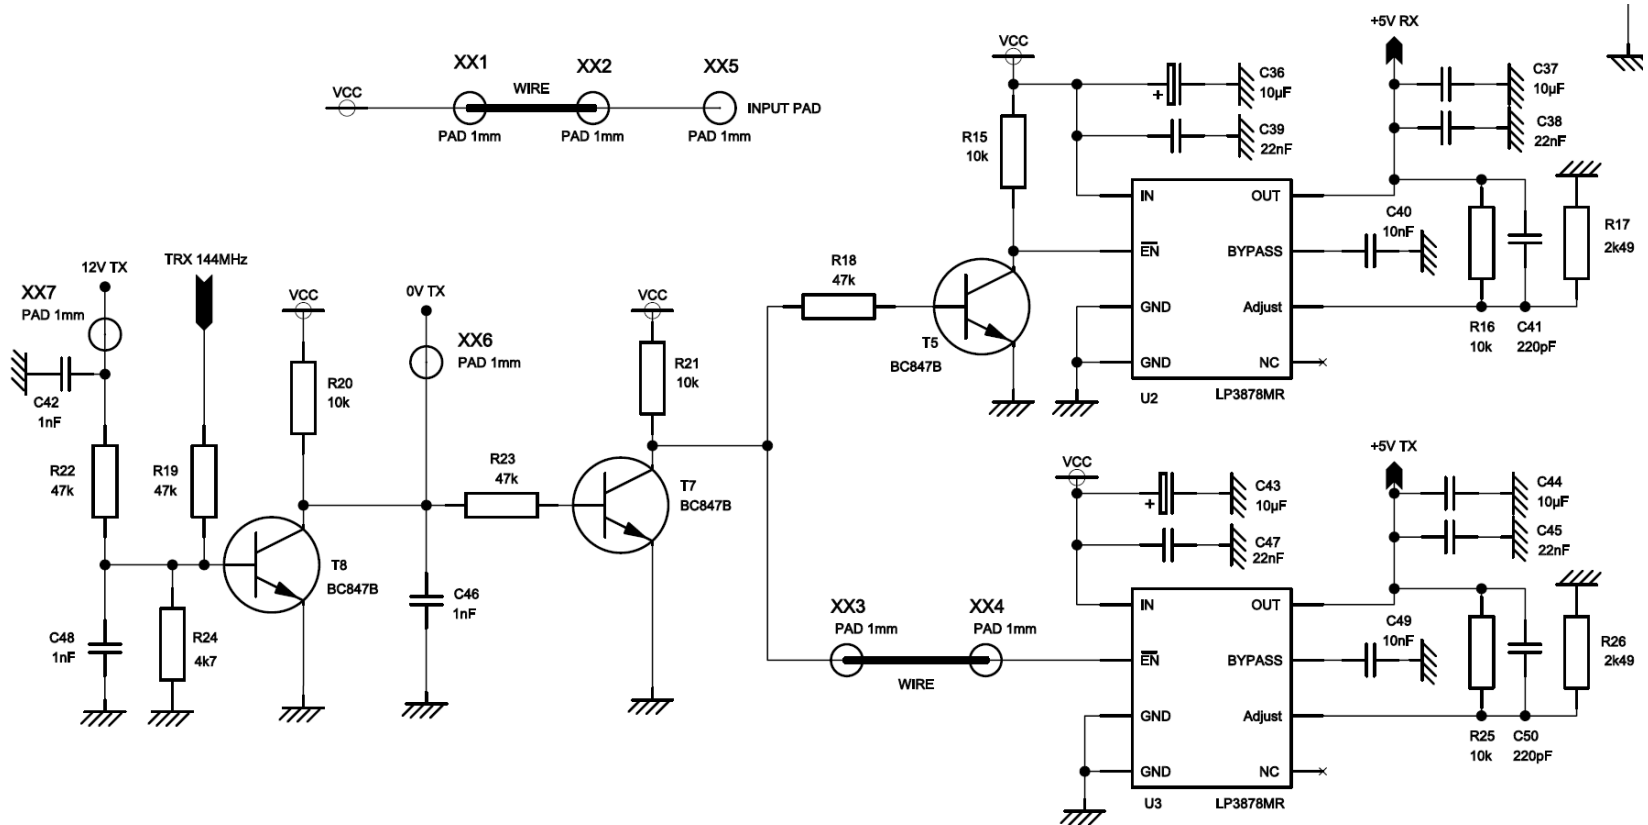 XX1
XX2
XX5
WIRE
VCC
INPUT PAD
PAD 1mm
PAD 1mm
PAD 1mm
VCC
+5V RX
C36
10µF
C37
10µF
C39
22nF
C38
22nF
R15
10k
IN
OUT
EN
BYPASS
GND
Adjust
GND
NC
U2
LP3878MR
C40
10nF
R17
2k49
R16
10k
C41
220pF
R18
47k
T5
BC847B
12V TX
TRX 144MHz
XX7
PAD 1mm
C42
1nF
VCC
0V TX
XX6
PAD 1mm
VCC
R20
10k
R21
10k
R22
47k
R19
47k
R23
47k
T7
BC847B
T8
BC847B
C48
1nF
R24
4k7
C46
1nF
VCC
+5V TX
C43
10µF
C44
10µF
C47
22nF
C45
22nF
XX3
PAD 1mm
XX4
PAD 1mm
WIRE
IN
OUT
EN
BYPASS
GND
Adjust
GND
NC
U3
LP3878MR
C49
10nF
R26
2k49
R25
10k
C50
220pF